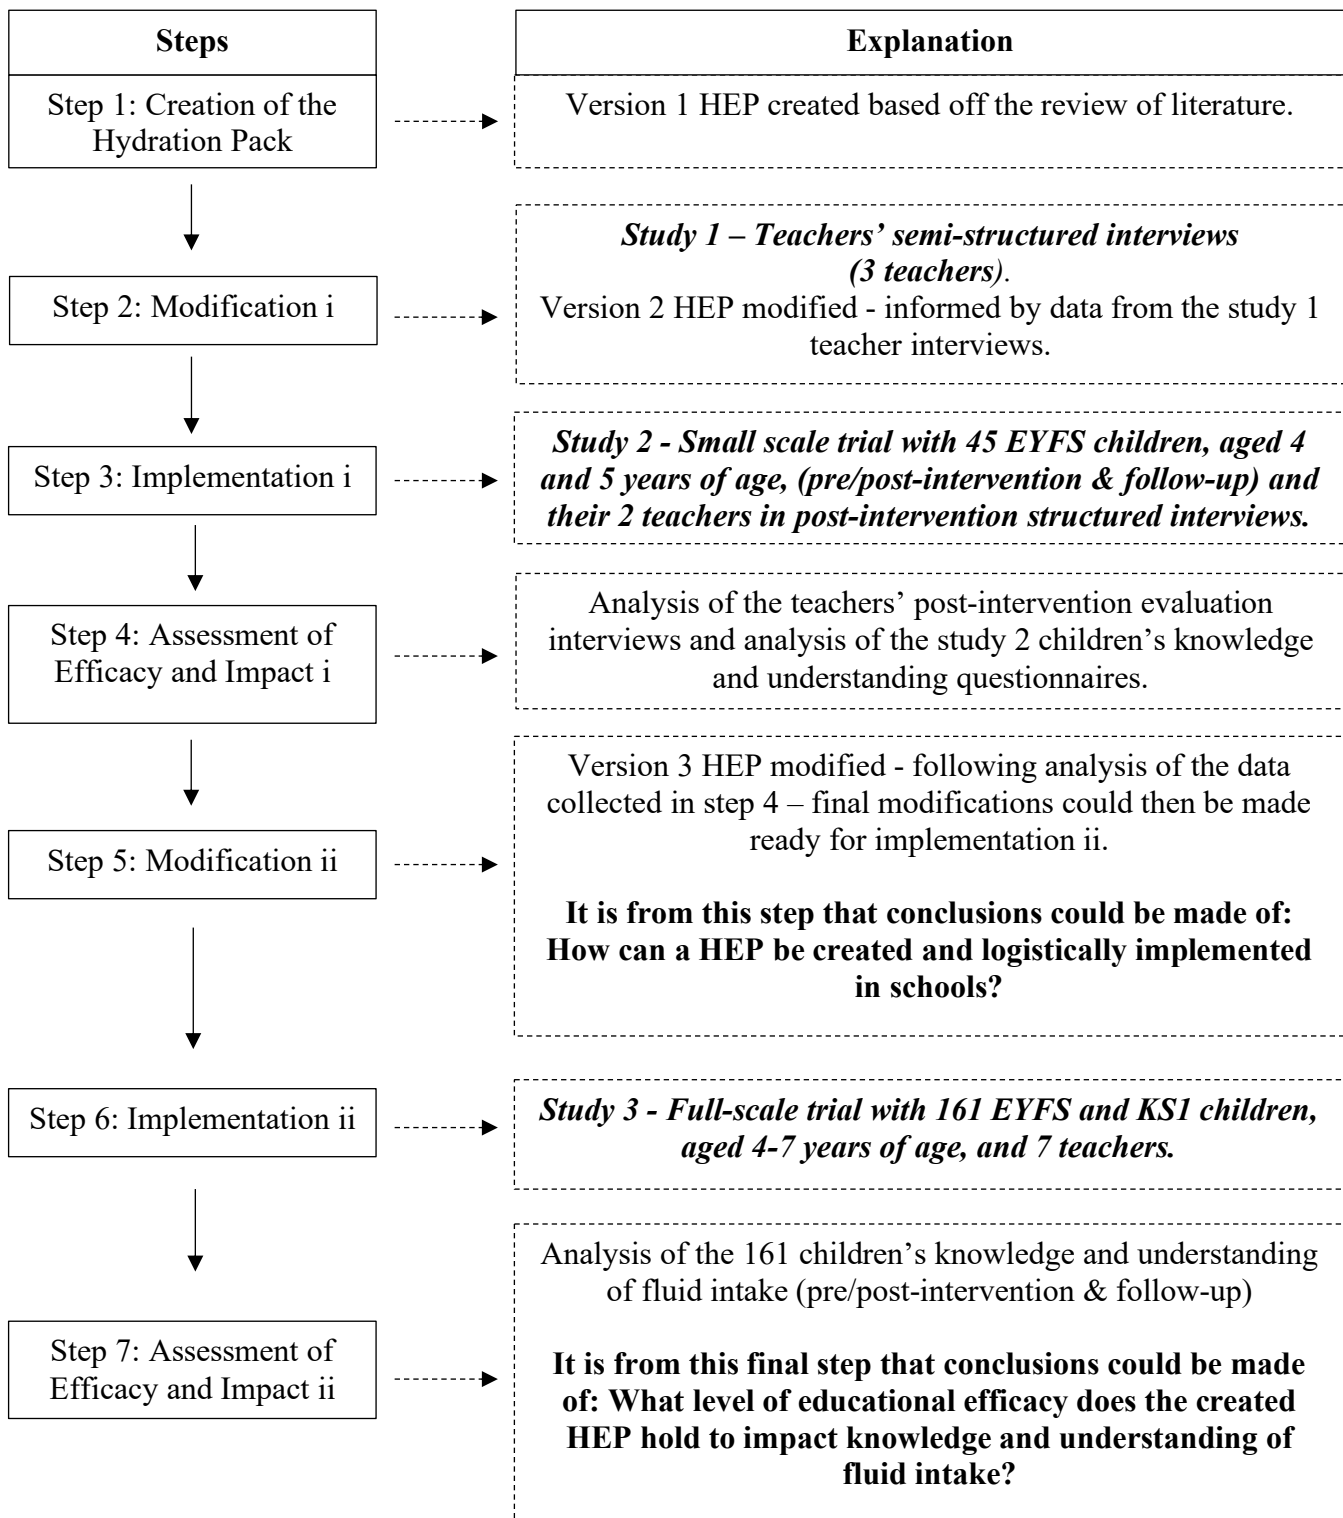 Steps
Explanation
Step 1: Creation of the
Hydration Pack
Version 1 HEP created based off the review of literature.
Step 2: Modification i
Study 1 – Teachers’ semi-structured interviews
(3 teachers).
Version 2 HEP modified - informed by data from the study 1
teacher interviews.
Step 3: Implementation i
Study 2 - Small scale trial with 45 EYFS children, aged 4
and 5 years of age, (pre/post-intervention & follow-up) and
their 2 teachers in post-intervention structured interviews.
Step 4: Assessment of
Efficacy and Impact i
Analysis of the teachers’ post-intervention evaluation
interviews and analysis of the study 2 children’s knowledge
and understanding questionnaires.
Step 5: Modification ii
Version 3 HEP modified - following analysis of the data
collected in step 4 – final modifications could then be made
ready for implementation ii.
It is from this step that conclusions could be made of:
How can a HEP be created and logistically implemented
in schools?
Step 6: Implementation ii
Study 3 - Full-scale trial with 161 EYFS and KS1 children,
aged 4-7 years of age, and 7 teachers.
Step 7: Assessment of
Efficacy and Impact ii
Analysis of the 161 children’s knowledge and understanding
of fluid intake (pre/post-intervention & follow-up)
It is from this final step that conclusions could be made
of: What level of educational efficacy does the created
HEP hold to impact knowledge and understanding of
fluid intake?